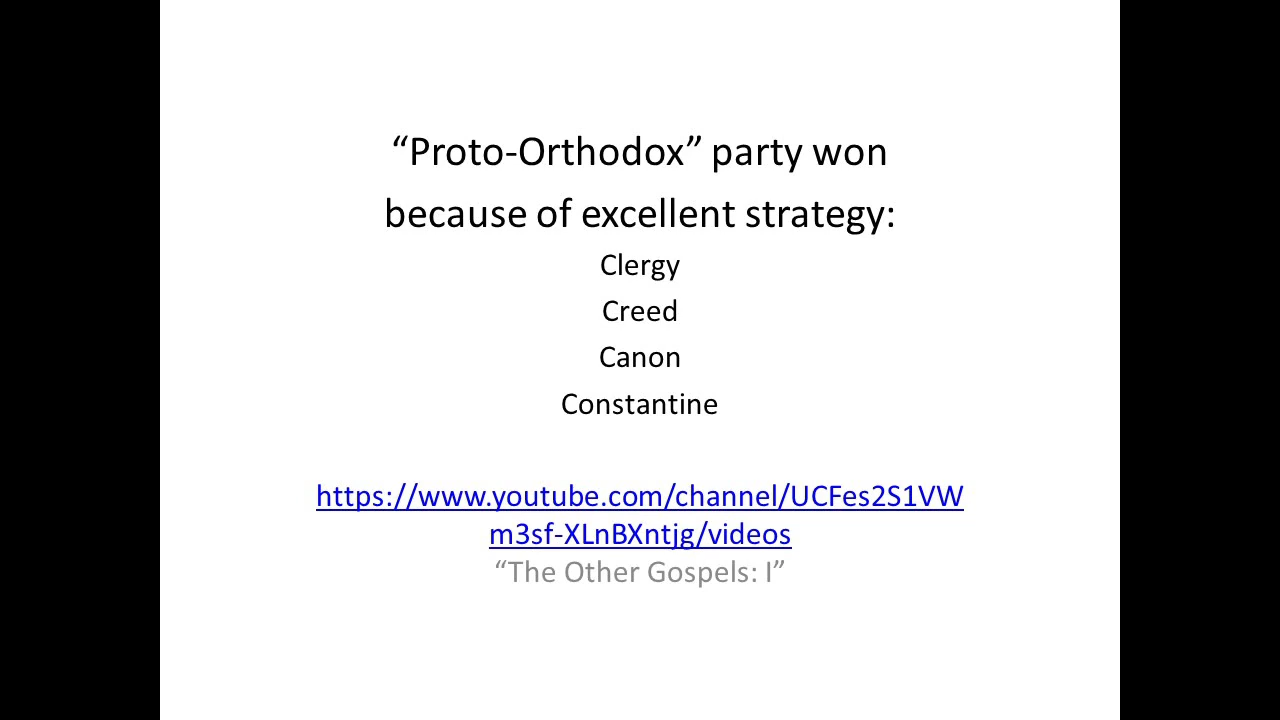 “Proto-Orthodox” party won
because of excellent strategy:
Clergy
Creed
Canon
Constantine
https://www.youtube.com/channel/UCFes2S1VW
m3sf-XLnBXntjg/videos
“The Other Gospels: I”